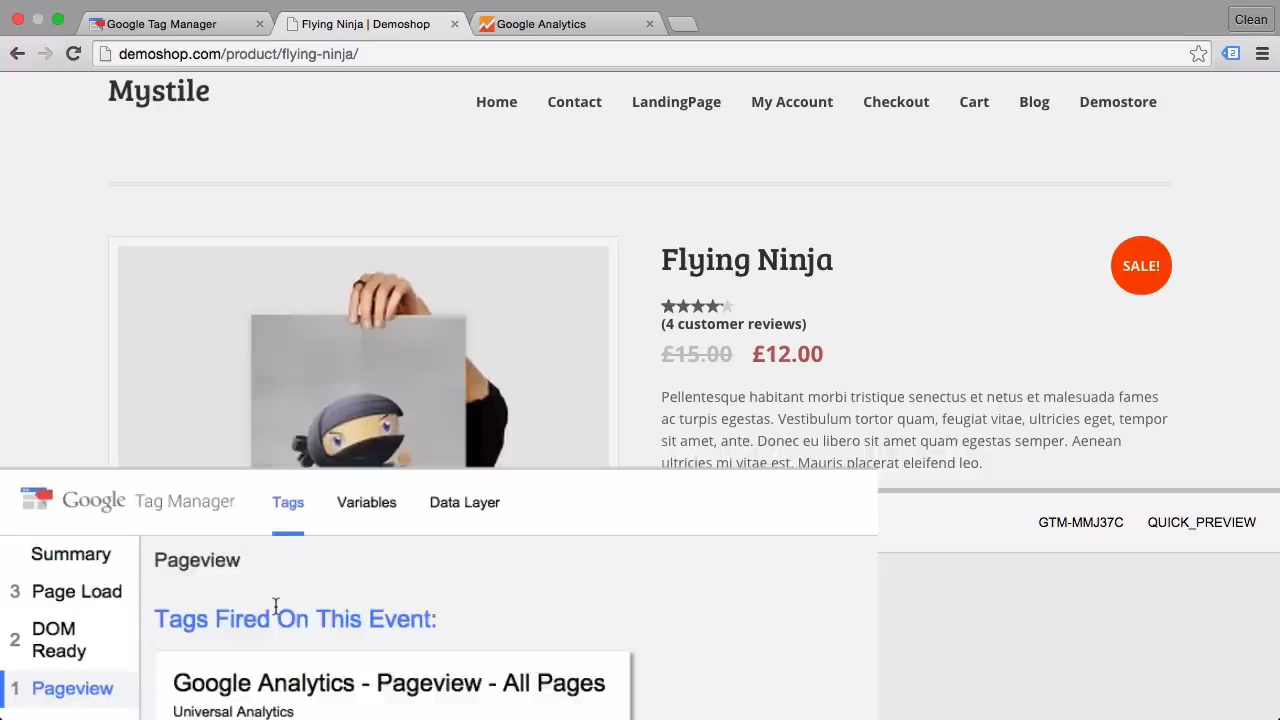 Google Tag Manager
Flying Ninja | Demoshop
Google Analytics
Clean
demoshop.com/product/flying-ninja/
2
Mystile
Home Contact LandingPage My Account Checkout Cart Blog Demostore
Flying Ninja
SALE!
(4 customer reviews)
£15.00 £12.00
Pellentesque habitant morbi tristique senectus et netus et malesuada fames
ac turpis egestas. Vestibulum tortor quam, feugiat vitae, ultricies eget, tempor
sit amet, ante. Donec eu libero sit amet quam egestas semper. Aenean
ultricies mi vitae est. Mauris placerat eleifend leo.
Google Tag Manager Tags Variables Data Layer
GTM-MMJ37C QUICK_PREVIEW
Summary
3 Page Load
2 DOM
Ready
1 Pageview
Pageview
Tags Fired On This Event:
Google Analytics - Pageview - All Pages
Universal Analytics